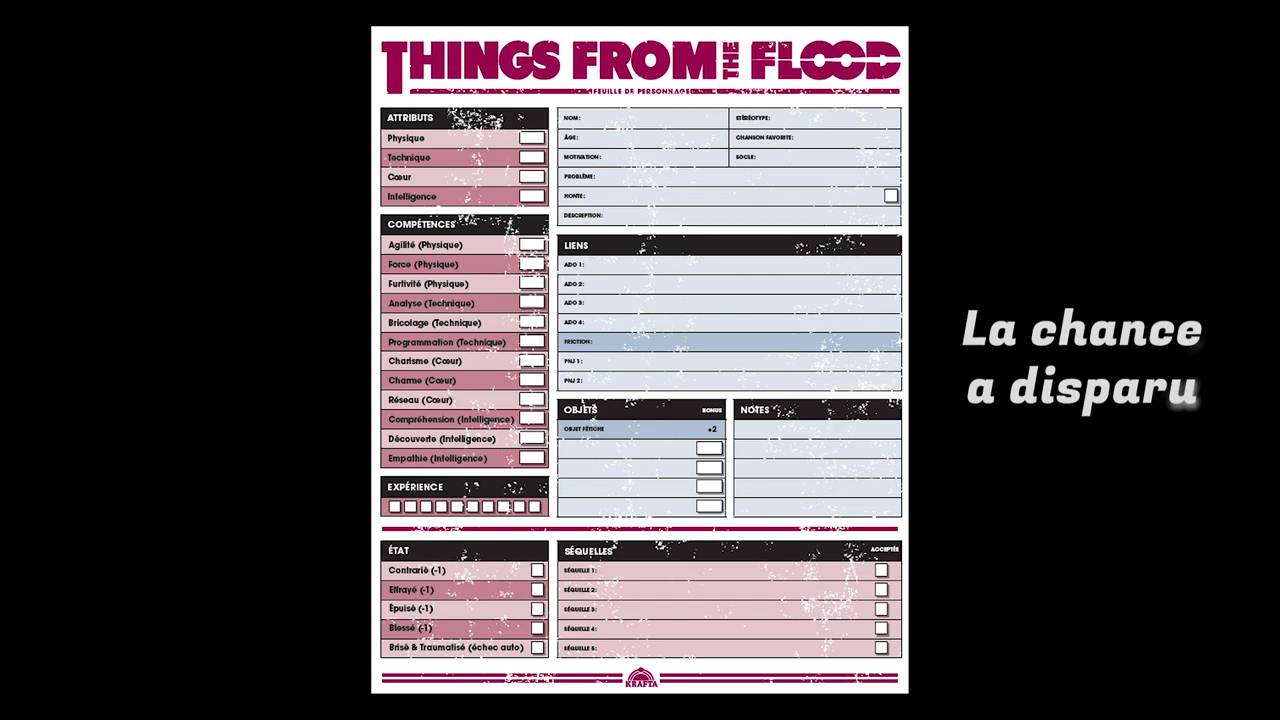 THINGS FROM THE FLOOD
FEUILLE DE PERSONNAGE
ATTRIBUTS
Physique
Technique
Cœur
Intelligence
COMPÉTENCES
Agilité (Physique)
Force (Physique)
Furtivité (Physique)
Analyse (Technique)
Bricolage (Technique)
Programmation (Technique)
Charisme (Cœur)
Charme (Cœur)
Réseau (Cœur)
Compréhension (Intelligence)
Découverte (Intelligence)
Empathie (Intelligence)
EXPÉRIENCE
NOM :
STÉRÉOTYPE :
ÂGE :
CHANSON FAVORITE :
MOTIVATION :
SOCLE :
PROBLÈME :
HONTE :
DESCRIPTION :
LIENS
ADO 1 :
ADO 2 :
ADO 3 :
ADO 4 :
FRICTION :
PNJ 1 :
PNJ 2 :
OBJETS BONUS
OBJET FÉTICHE +2
NOTES
ÉTAT
Contrarié (-1)
Effrayé (-1)
Épuisé (-1)
Blessé (-1)
Brisé & Traumatisé (échec auto)
SÉQUELLES ACCEPTÉE
SÉQUELLE 1 :
SÉQUELLE 2 :
SÉQUELLE 3 :
SÉQUELLE 4 :
SÉQUELLE 5 :
KRAFTA
La chance
a disparu